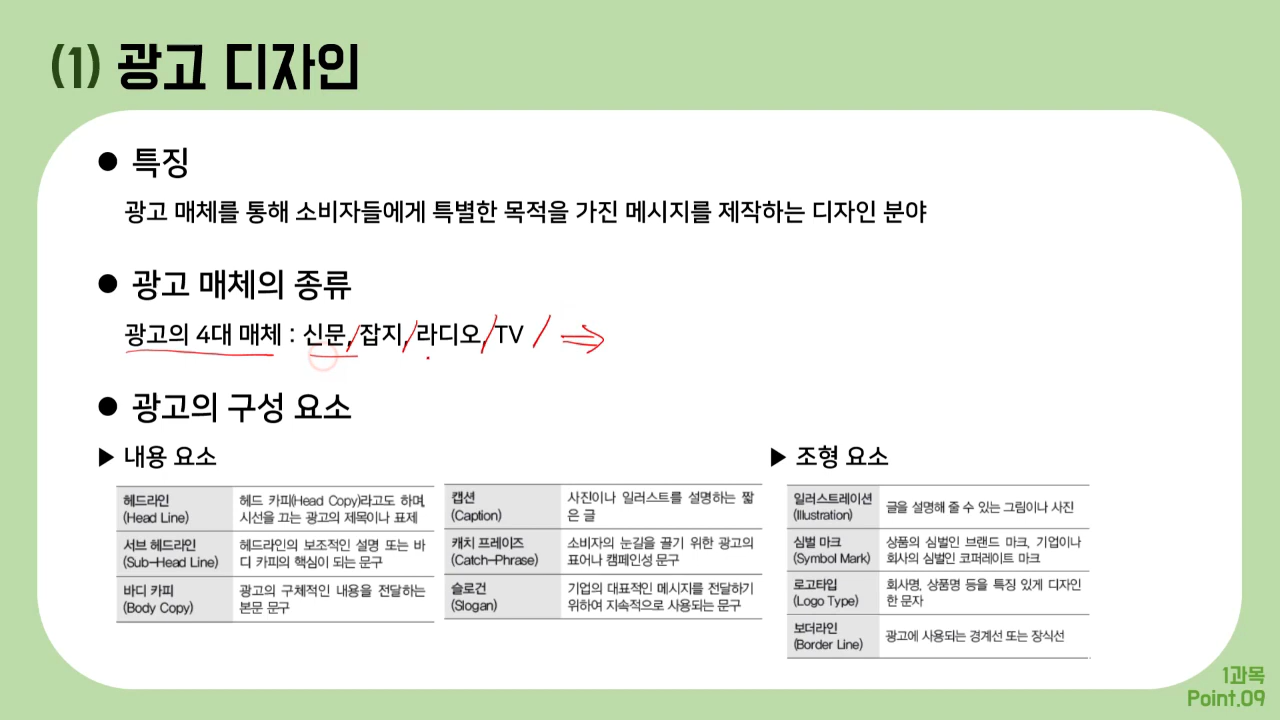 (1) 광고 디자인
● 특징
광고 매체를 통해 소비자들에게 특별한 목적을 가진 메시지를 제작하는 디자인 분야
● 광고 매체의 종류
광고의 4대 매체 : 신문, 잡지, 라디오, TV
● 광고의 구성 요소
▶ 내용 요소
헤드라인
(Head Line)
헤드 카피(Head Copy)라고도 하며,
시선을 끄는 광고의 제목이나 표제
서브 헤드라인
(Sub-Head Line)
헤드라인의 보조적인 설명 또는 바
디 카피의 핵심이 되는 문구
바디 카피
(Body Copy)
광고의 구체적인 내용을 전달하는
본문 문구
캡션
(Caption)
사진이나 일러스트를 설명하는 짧
은 글
캐치 프레이즈
(Catch-Phrase)
소비자의 눈길을 끌기 위한 광고의
표어나 캠페인성 문구
슬로건
(Slogan)
기업의 대표적인 메시지를 전달하기
위하여 지속적으로 사용되는 문구
▶ 조형 요소
일러스트레이션
(Illustration)
글을 설명해 줄 수 있는 그림이나 사진
심벌 마크
(Symbol Mark)
상품의 심벌인 브랜드 마크, 기업이나
회사의 심벌인 코퍼레이트 마크
로고타입
(Logo Type)
회사명, 상품명 등을 특징 있게 디자인
한 문자
보더라인
(Border Line)
광고에 사용되는 경계선 또는 장식선
1과목
Point.09